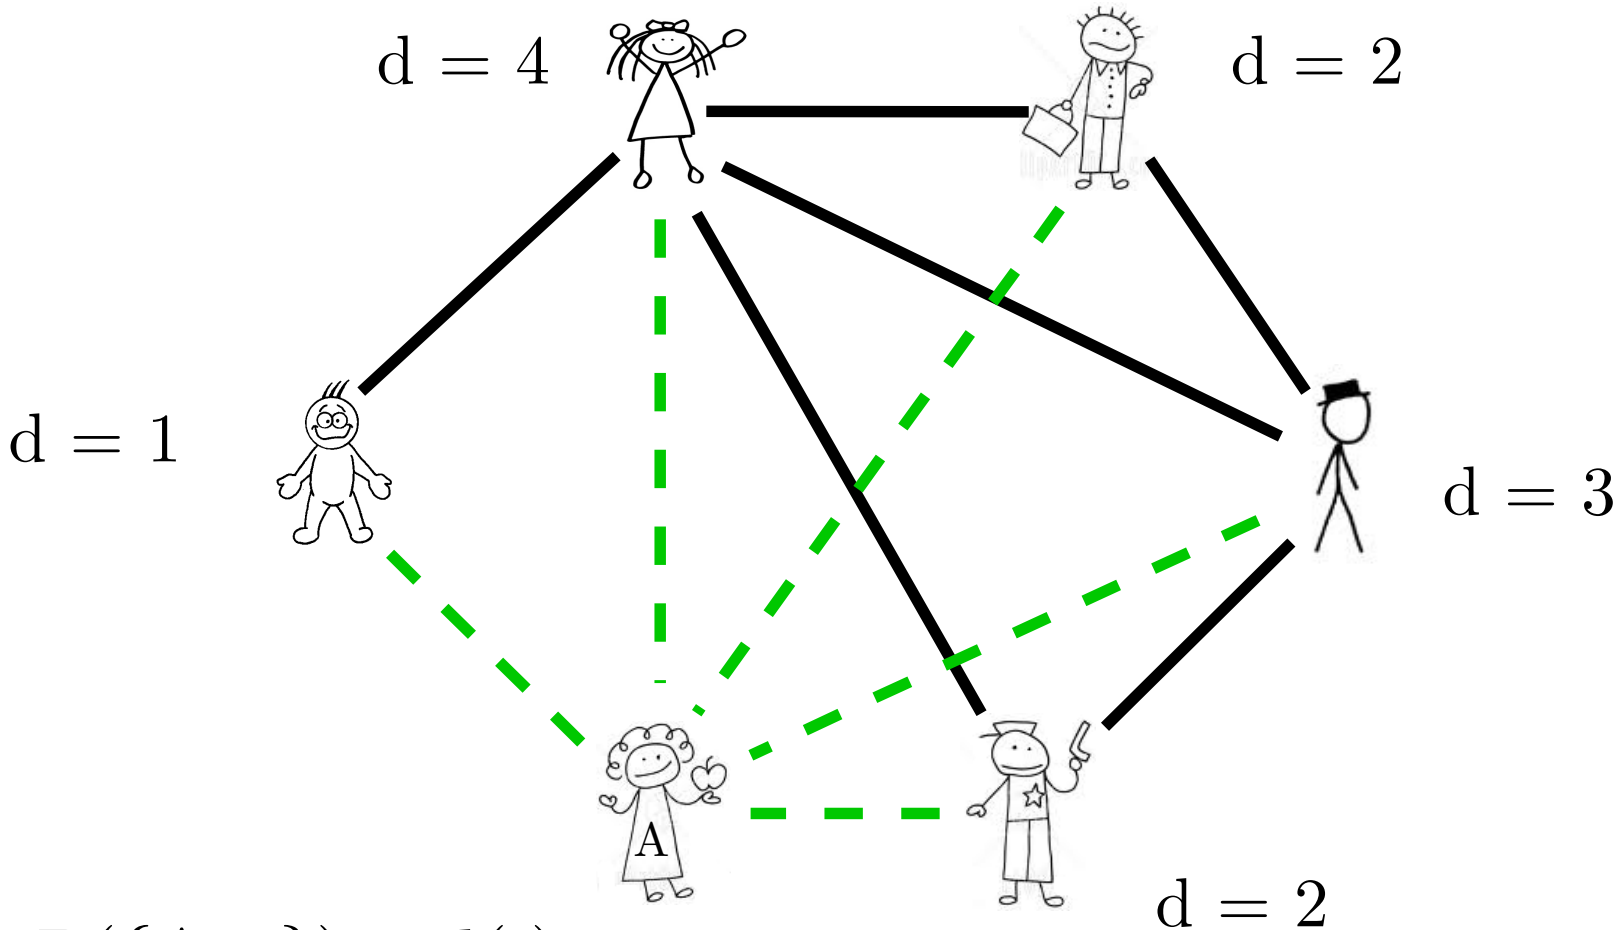 d = 4
d = 2
d = 1
d = 3
A
d = 2